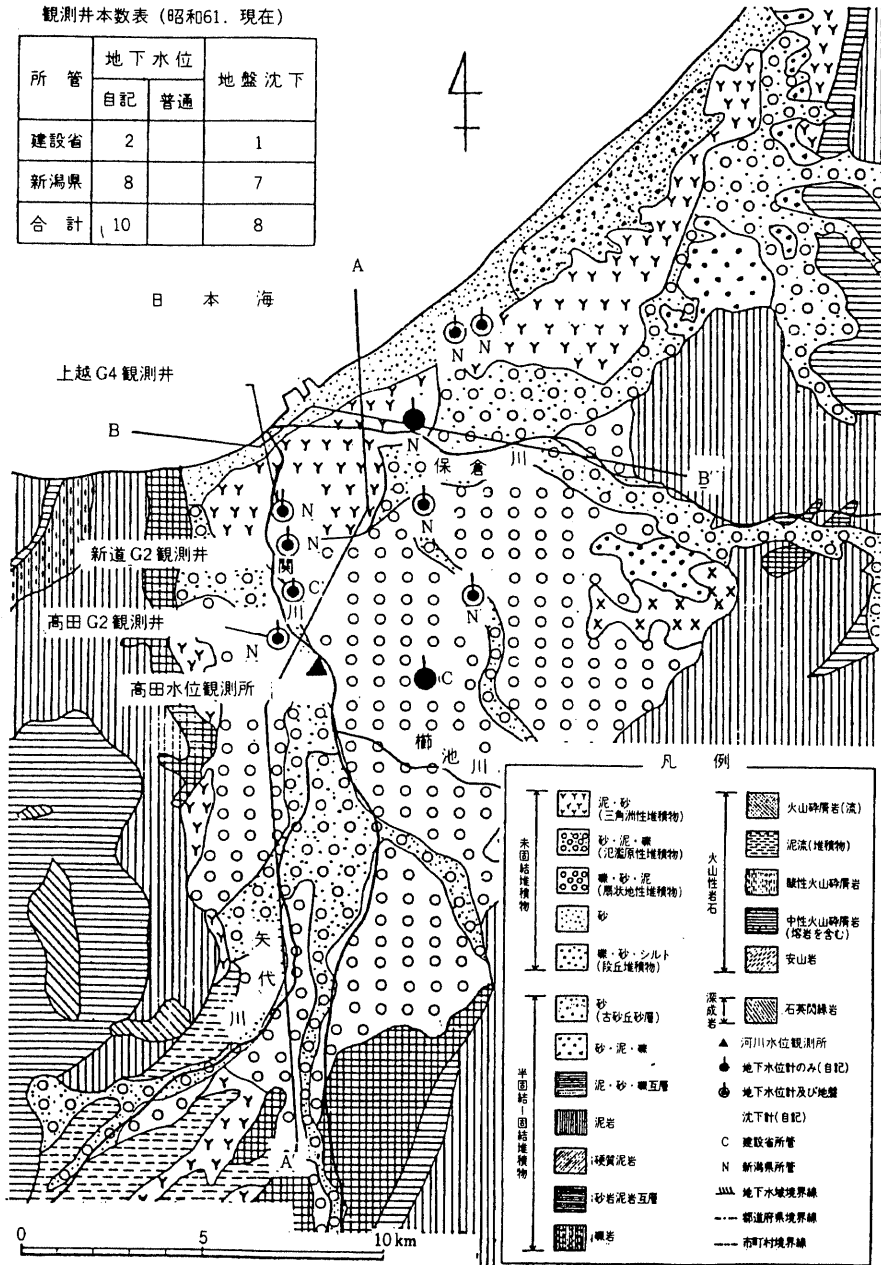 観測井本数表 (昭和61. 現在)
所管 地下水位 地盤沈下
自記 普通
建設省 2 1
新潟県 8 7
合計 10 8
日本海
A
上越G4観測井
B
N
N
N
保倉川
B'
N
N
新道G2観測井
N
関川
C
N
高田G2観測井
N
高田水位観測所
C
櫛池川
矢代川
A'
0 5 10km
凡例
未固結堆積物
泥・砂
(三角洲性堆積物)
砂・泥・礫
(氾濫原性堆積物)
礫・砂・泥
(扇状地性堆積物)
砂
礫・砂・シルト
(段丘堆積物)
半固結-固結堆積物
砂
(古砂丘砂層)
砂・泥・礫
泥・砂・礫互層
泥岩
硬質泥岩
砂岩泥岩互層
礫岩
火山性岩石
火山砕屑岩(流)
泥流(堆積物)
酸性火山砕屑岩
中性火山砕屑岩
(熔岩を含む)
安山岩
深成岩
石英閃緑岩
河川水位観測所
地下水位計のみ(自記)
地下水位計及び地盤
沈下計(自記)
C 建設省所管
N 新潟県所管
地下水域境界線
都道府県境界線
市町村境界線